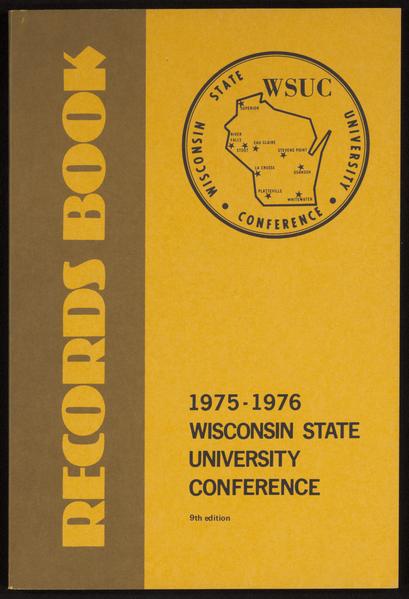 RECORDS BOOK
WISCONSIN STATE UNIVERSITY CONFERENCE
WSUC
SUPERIOR
RIVER
FALLS
STOUT
EAU CLAIRE
STEVENS POINT
LA CROSSE
OSHKOSH
PLATTEVILLE
WHITEWATER
1975-1976
WISCONSIN STATE
UNIVERSITY
CONFERENCE
9th edition